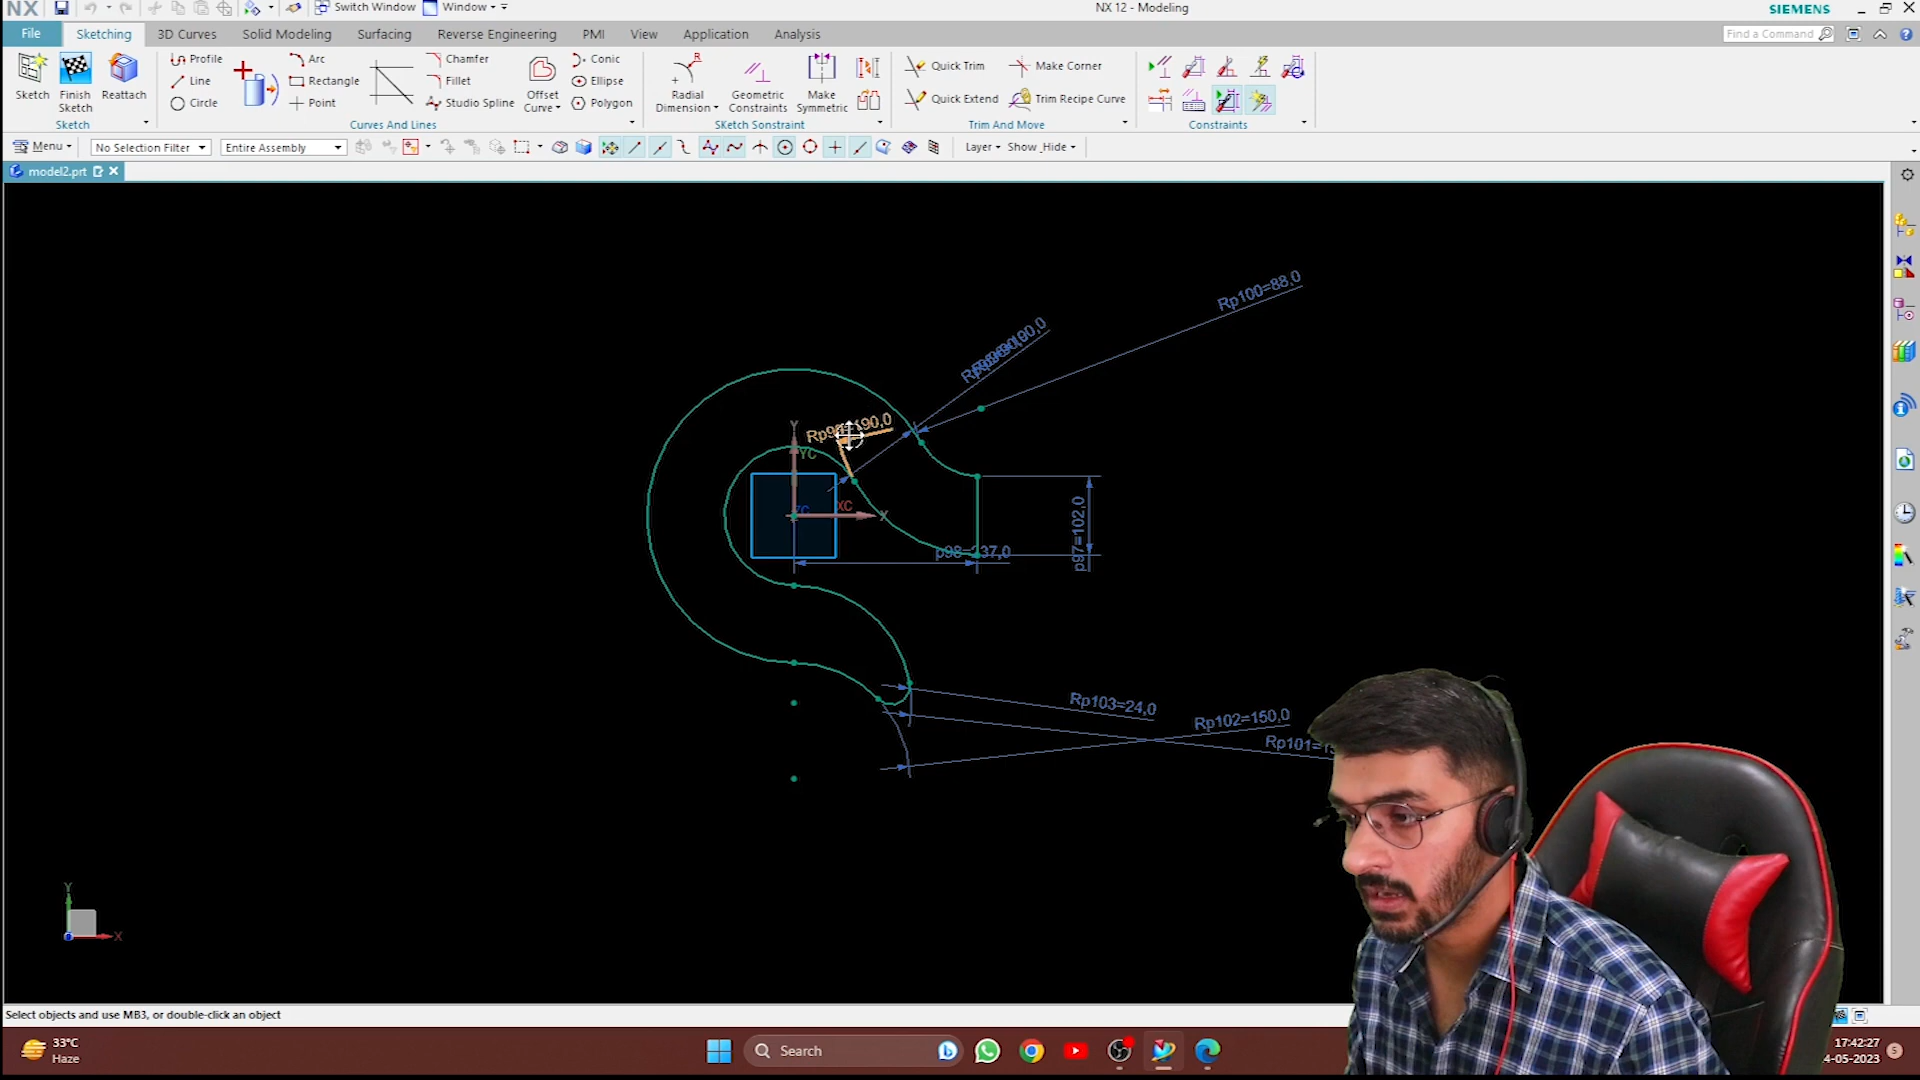 NX
Switch Window
Window
NX 12 - Modeling
SIEMENS
File
Sketching
3D Curves
Solid Modeling
Surfacing
Reverse Engineering
PMI
View
Application
Analysis
Find a Command
Sketch
Finish
Sketch
Reattach
Sketch
Profile
Line
Circle
Arc
Rectangle
Point
Chamfer
Fillet
Studio Spline
Offset
Curve
Conic
Ellipse
Polygon
Curves And Lines
Radial
Dimension
Geometric
Constraints
Make
Symmetric
Sketch Constraint
Quick Trim
Quick Extend
Make Corner
Trim Recipe Curve
Trim And Move
Constraints
Menu
No Selection Filter
Entire Assembly
Layer
Show _Hide
model2.prt
Rp100=88,0
Y
YC
XC
X
p97=102,0
Rp103=24,0
Rp102=150,0
Y
X
Select objects and use MB3, or double-click an object
33°C
Haze
Search
17:42:27
4-05-2023
5